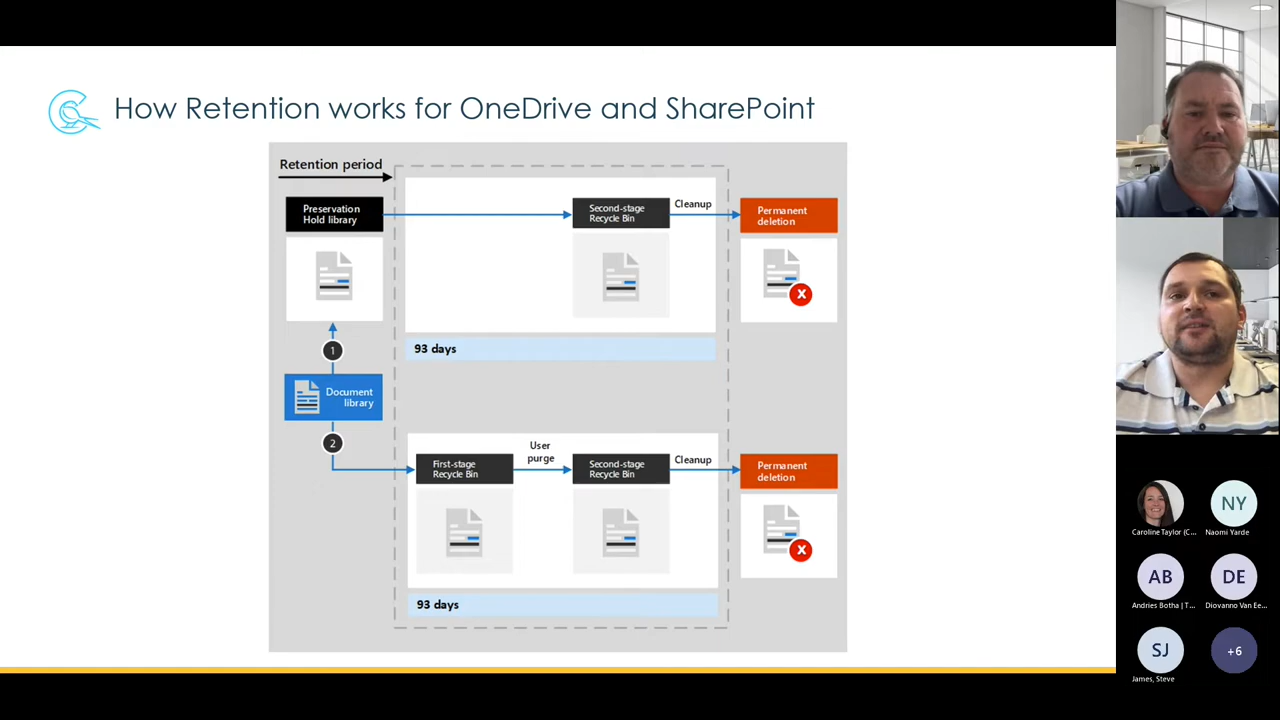 How Retention works for OneDrive and SharePoint
Retention period
Preservation
Hold library
Second-stage
Recycle Bin
Cleanup
Permanent
deletion
X
93 days
1
Document
library
2
First-stage
Recycle Bin
User
purge
Second-stage
Recycle Bin
Cleanup
Permanent
deletion
X
93 days
Caroline Taylor (C...
NY
Naomi Yarde
AB
Andries Botha | T...
DE
Diovanno Van Ee...
SJ
James, Steve
+6